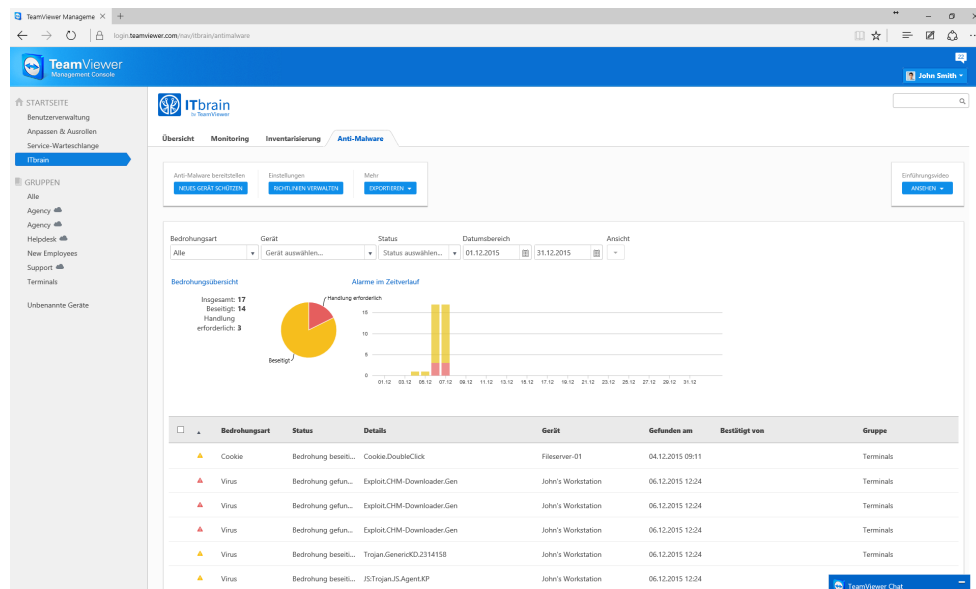 TeamViewer Manageme
login.teamviewer.com/nav/itbrain/antimalware
TeamViewer
Management Console
John Smith
STARTSEITE
Benutzerverwaltung
Anpassen & Ausrollen
Service-Warteschlange
ITbrain
GRUPPEN
Alle
Agency
Agency
Helpdesk
New Employees
Support
Terminals
Unbenannte Geräte
ITbrain
by TeamViewer
Übersicht Monitoring Inventarisierung Anti-Malware
Anti-Malware bereitstellen Einstellungen Mehr Einführungsvideo
NEUES GERÄT SCHÜTZEN RICHTLINIEN VERWALTEN EXPORTIEREN ANSEHEN
Bedrohungsart Gerät Status Datumsbereich Ansicht
Alle Gerät auswählen... Status auswählen... 01.12.2015 31.12.2015
Bedrohungsübersicht Alarme im Zeitverlauf
Insgesamt: 17
Beseitigt: 14
Handlung
erforderlich: 3
Handlung erforderlich
Beseitigt
15
10
5
0
01.12 03.12 05.12 07.12 09.12 11.12 13.12 15.12 17.12 19.12 21.12 23.12 25.12 27.12 29.12 31.12
Bedrohungsart Status Details Gerät Gefunden am Bestätigt von Gruppe
Cookie Bedrohung beseiti... Cookie.DoubleClick Fileserver-01 04.12.2015 09:11 Terminals
Virus Bedrohung gefun... Exploit.CHM-Downloader.Gen John's Workstation 06.12.2015 12:24 Terminals
Virus Bedrohung gefun... Exploit.CHM-Downloader.Gen John's Workstation 06.12.2015 12:24 Terminals
Virus Bedrohung gefun... Exploit.CHM-Downloader.Gen John's Workstation 06.12.2015 12:24 Terminals
Virus Bedrohung beseiti... Trojan.GenericKD.2314158 John's Workstation 06.12.2015 12:24 Terminals
Virus Bedrohung beseiti... JS:Trojan.JS.Agent.KP John's Workstation 06.12.2015 12:24
TeamViewer Chat